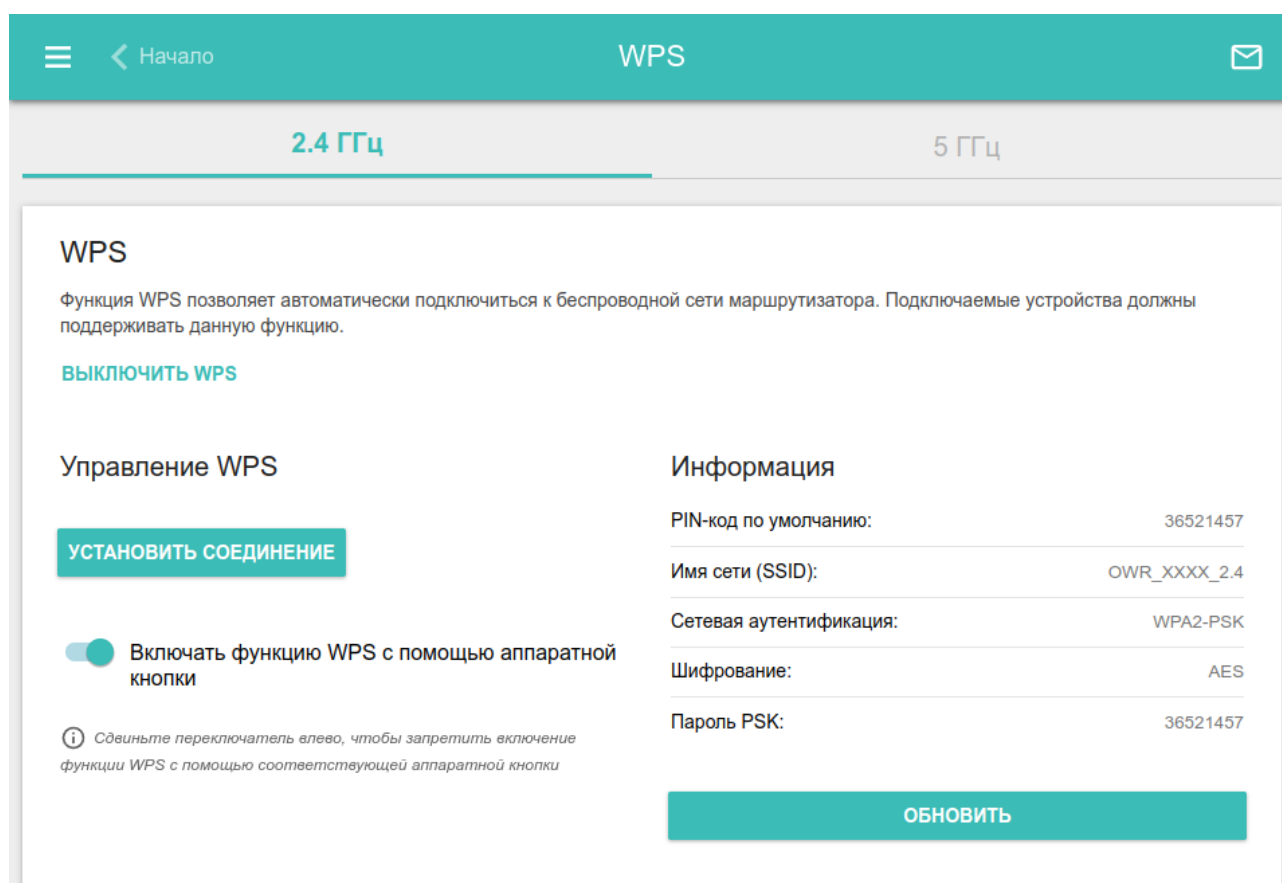 Начало
WPS
2.4 ГГц
5 ГГц
WPS
Функция WPS позволяет автоматически подключиться к беспроводной сети маршрутизатора. Подключаемые устройства должны
поддерживать данную функцию.
ВЫКЛЮЧИТЬ WPS
Управление WPS
УСТАНОВИТЬ СОЕДИНЕНИЕ
Включать функцию WPS с помощью аппаратной
кнопки
Сдвиньте переключатель влево, чтобы запретить включение
функции WPS с помощью соответствующей аппаратной кнопки
Информация
PIN-код по умолчанию: 36521457
Имя сети (SSID): OWR_XXXX_2.4
Сетевая аутентификация: WPA2-PSK
Шифрование: AES
Пароль PSK: 36521457
ОБНОВИТЬ